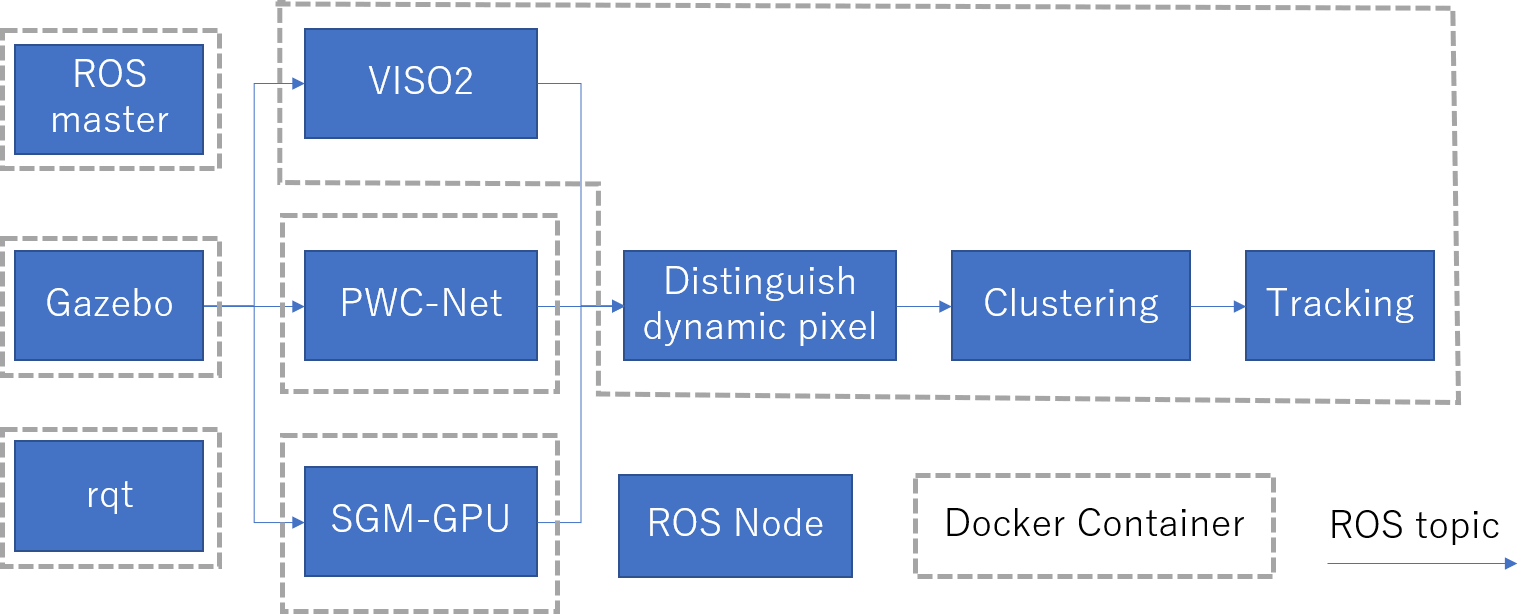 ROS
master
VISO2
Gazebo
PWC-Net
Distinguish
dynamic pixel
Clustering
Tracking
rqt
SGM-GPU
ROS Node
Docker Container
ROS topic